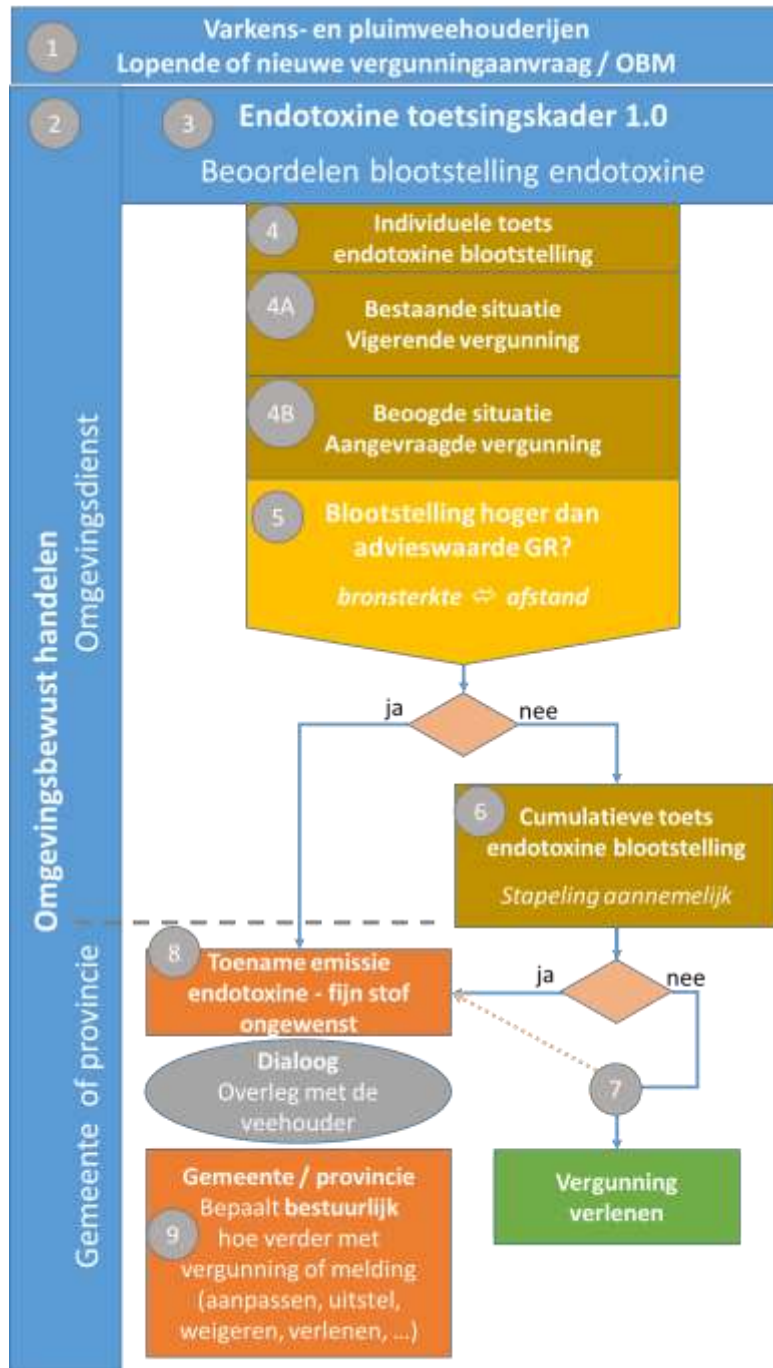 1
Varkens- en pluimveehouderijen
Lopende of nieuwe vergunningaanvraag / OBM
2
3
Endotoxine toetsingskader 1.0
Beoordelen blootstelling endotoxine
4
Individuele toets
endotoxine blootstelling
4A
Bestaande situatie
Vigerende vergunning
4B
Beoogde situatie
Aangevraagde vergunning
5
Blootstelling hoger dan
advieswaarde GR?
bronsterkte ⇔ afstand
ja
nee
6
Cumulatieve toets
endotoxine blootstelling
Stapeling aannemelijk
Omgevingsbewust handelen
Omgevingsdienst
Gemeente of provincie
8
Toename emissie
endotoxine - fijn stof
ongewenst
ja
nee
7
Dialoog
Overleg met de
veehouder
9
Gemeente / provincie
Bepaalt bestuurlijk
hoe verder met
vergunning of melding
(aanpassen, uitstel,
weigeren, verlenen, ...)
Vergunning
verlenen